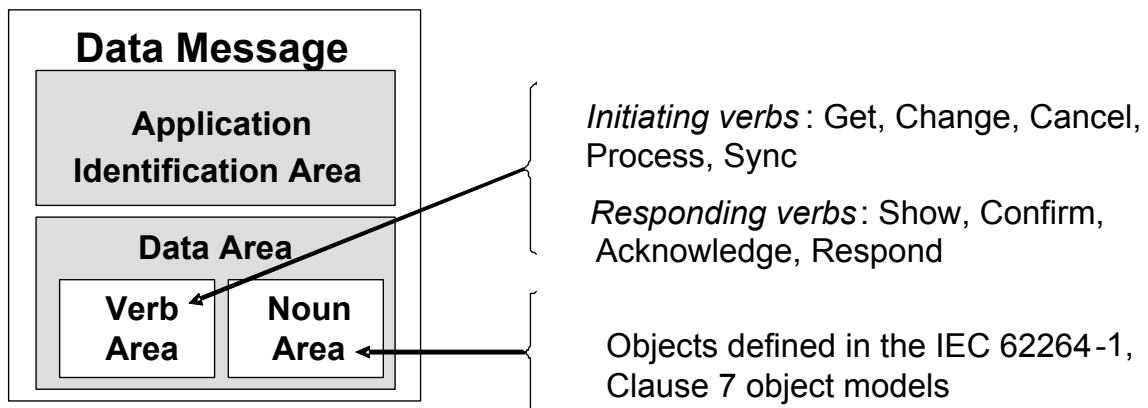 Data Message
Application
Identification Area
Data Area
Verb
Area
Noun
Area
Initiating verbs : Get, Change, Cancel,
Process, Sync
Responding verbs : Show, Confirm,
Acknowledge, Respond
Objects defined in the IEC 62264-1,
Clause 7 object models